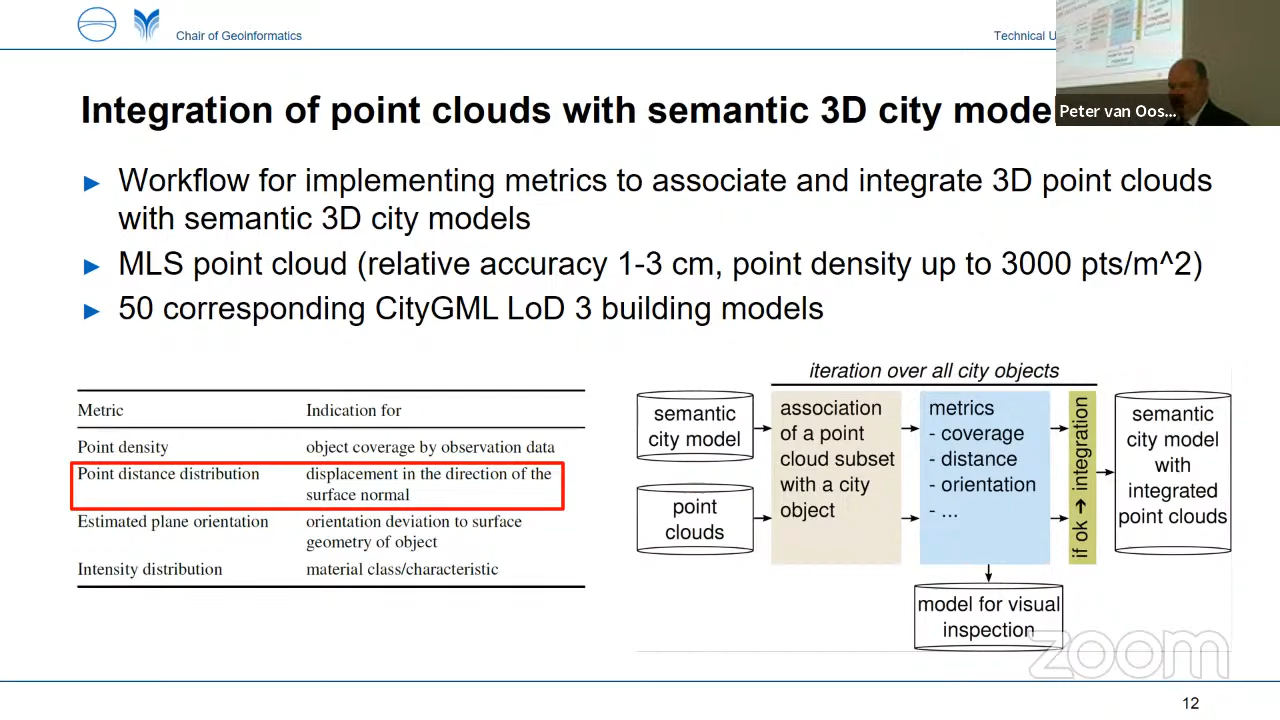 Chair of Geoinformatics
Technical U
Peter van Oos...
Integration of point clouds with semantic 3D city mode
► Workflow for implementing metrics to associate and integrate 3D point clouds
with semantic 3D city models
► MLS point cloud (relative accuracy 1-3 cm, point density up to 3000 pts/m^2)
► 50 corresponding CityGML LoD 3 building models
Metric Indication for
Point density object coverage by observation data
Point distance distribution displacement in the direction of the
surface normal
Estimated plane orientation orientation deviation to surface
geometry of object
Intensity distribution material class/characteristic
iteration over all city objects
semantic
city model
point
clouds
association
of a point
cloud subset
with a city
object
metrics
- coverage
- distance
- orientation
- ...
if ok ➔ integration
semantic
city model
with
integrated
point clouds
model for visual
inspection
zoom
12